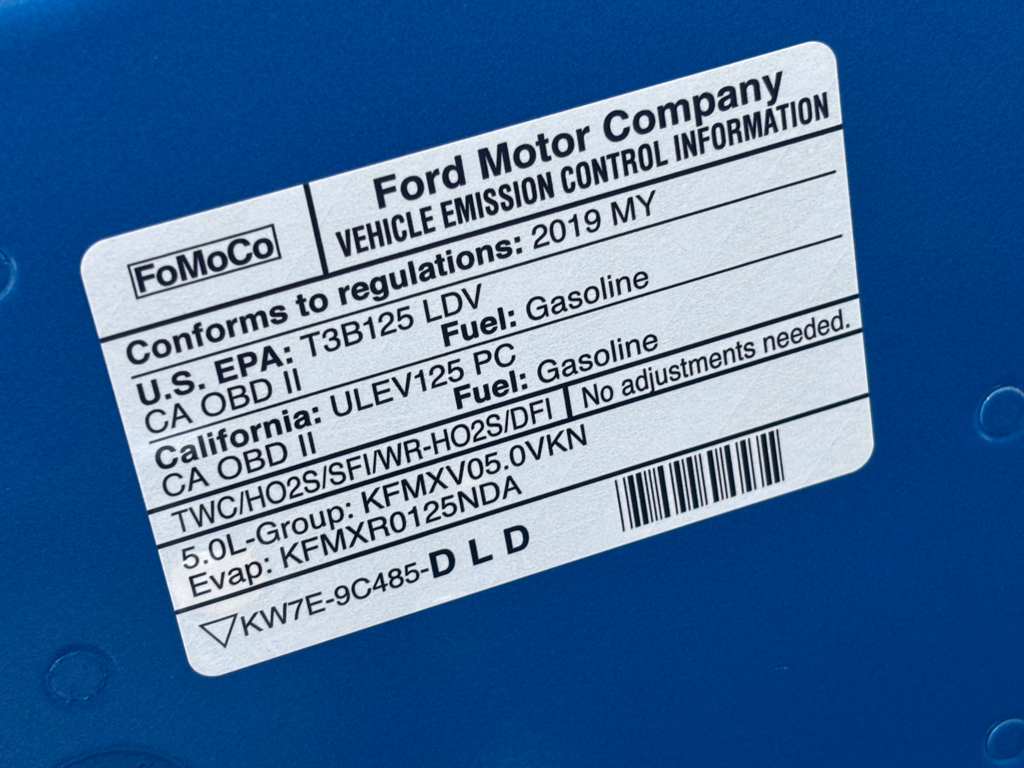 FoMoCo
Ford Motor Company
VEHICLE EMISSION CONTROL INFORMATION
Conforms to regulations: 2019 MY
U.S. EPA: T3B125 LDV
CA OBD II Fuel: Gasoline
California: ULEV125 PC
CA OBD II Fuel: Gasoline
TWC/HO2S/SFI/WR-HO2S/DFI No adjustments needed.
5.0L-Group: KFMXV05.0VKN
Evap: KFMXR0125NDA
KW7E-9C485-D L D